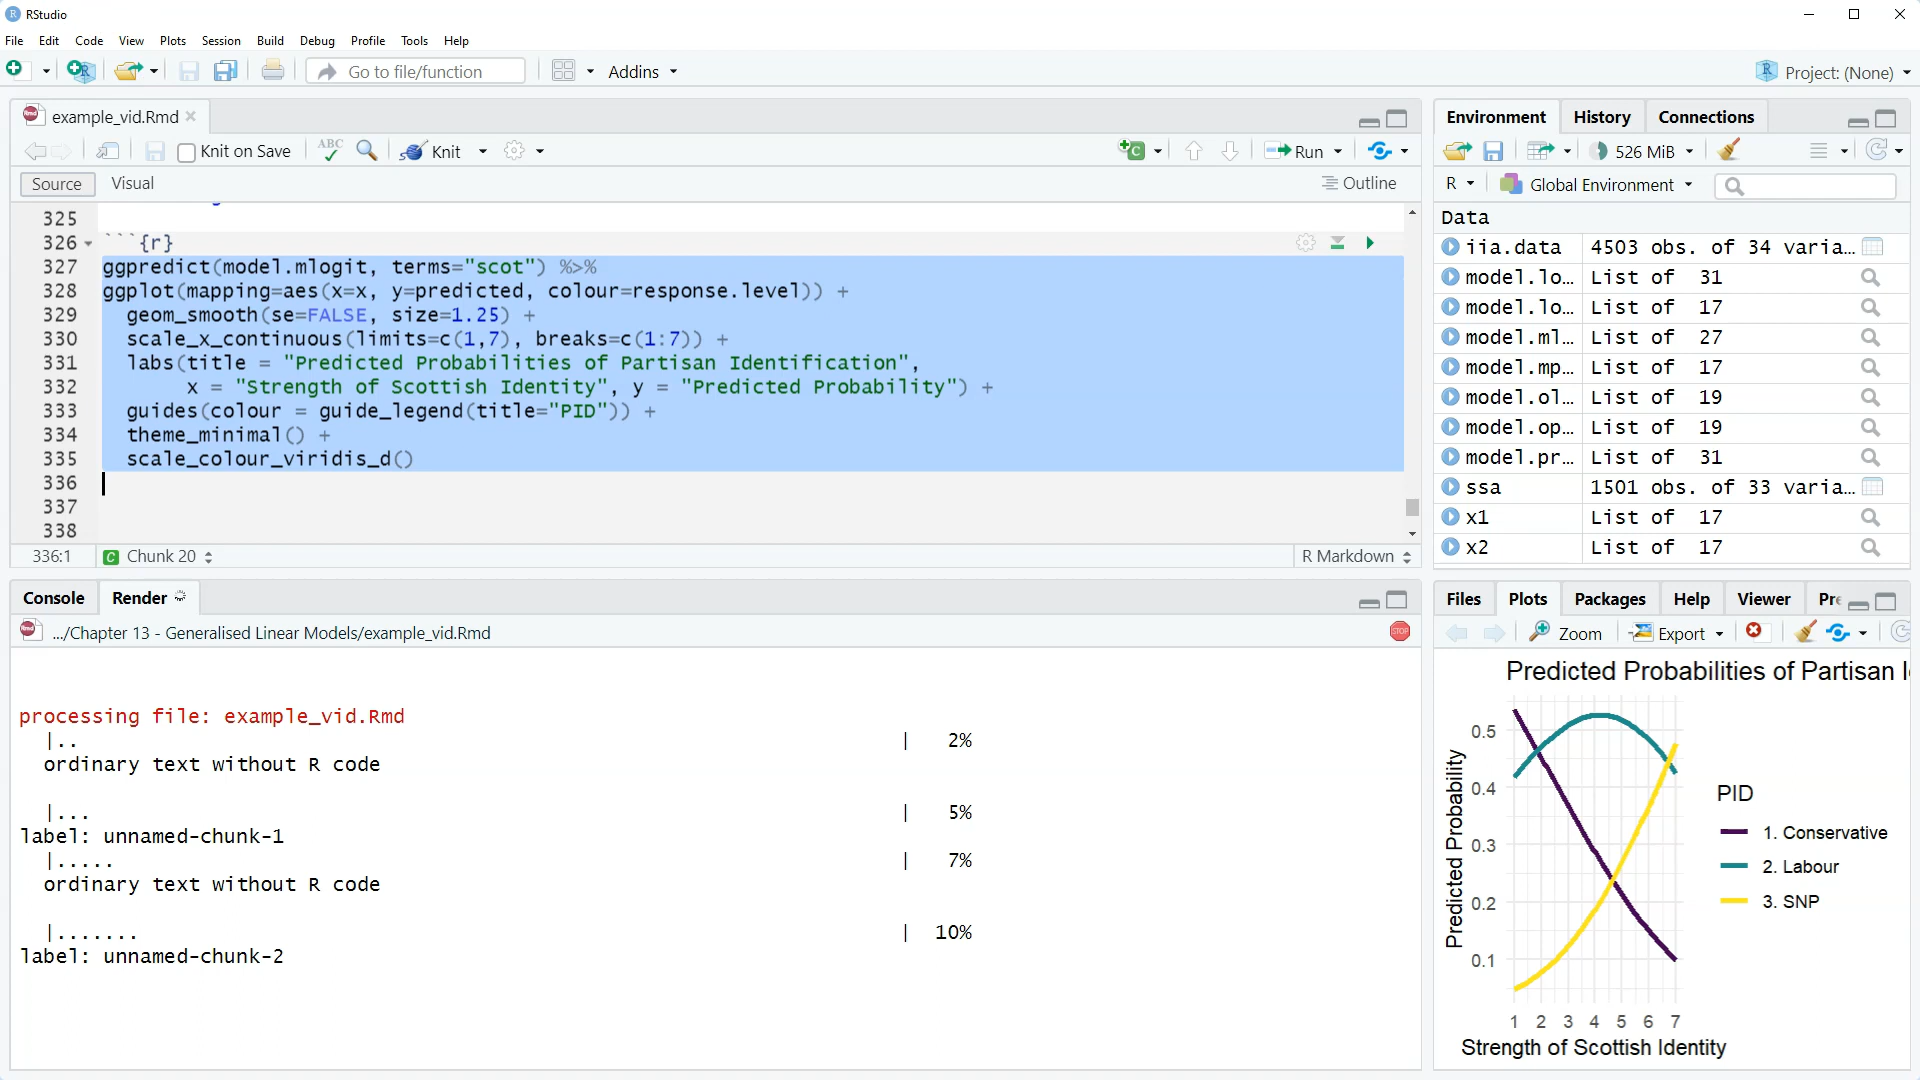 RStudio
File Edit Code View Plots Session Build Debug Profile Tools Help
Go to file/function Addins Project: (None)
example_vid.Rmd
Knit on Save ABC Knit Run
Source Visual Outline
325
326 ```{r}
327 ggpredict(model.mlogit, terms="scot") %>%
328 ggplot(mapping=aes(x=x, y=predicted, colour=response.level)) +
329 geom_smooth(se=FALSE, size=1.25) +
330 scale_x_continuous(limits=c(1,7), breaks=c(1:7)) +
331 labs(title = "Predicted Probabilities of Partisan Identification",
332 x = "Strength of Scottish Identity", y = "Predicted Probability") +
333 guides(colour = guide_legend(title="PID")) +
334 theme_minimal() +
335 scale_colour_viridis_d()
336
337
338
336:1 Chunk 20 R Markdown
Console Render
.../Chapter 13 - Generalised Linear Models/example_vid.Rmd STOP
processing file: example_vid.Rmd
|.. | 2%
ordinary text without R code
|... | 5%
label: unnamed-chunk-1
|..... | 7%
ordinary text without R code
|....... | 10%
label: unnamed-chunk-2
Environment History Connections
526 MiB
R Global Environment
Data
iia.data 4503 obs. of 34 varia…
model.lo… List of 31
model.lo… List of 17
model.ml… List of 27
model.mp… List of 17
model.ol… List of 19
model.op… List of 19
model.pr… List of 31
ssa 1501 obs. of 33 varia…
x1 List of 17
x2 List of 17
Files Plots Packages Help Viewer Pre
Zoom Export
Predicted Probabilities of Partisan I
Predicted Probability
0.5
0.4
0.3
0.2
0.1
1 2 3 4 5 6 7
Strength of Scottish Identity
PID
1. Conservative
2. Labour
3. SNP